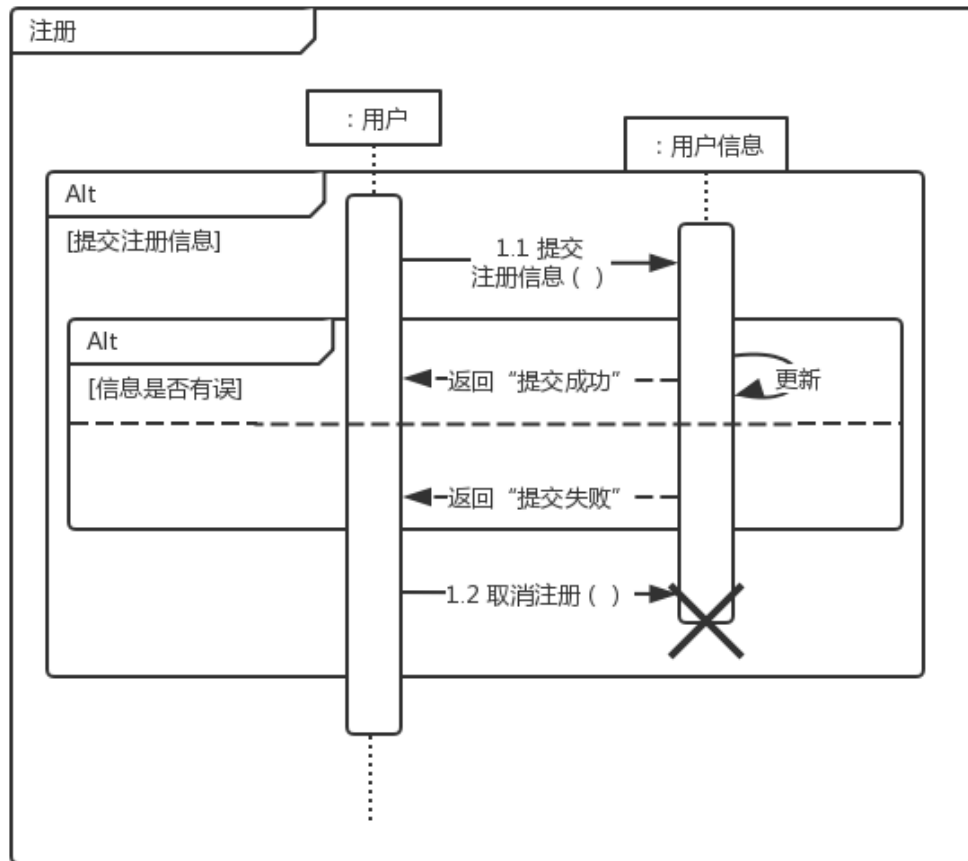 注册
：用户
：用户信息
Alt
[提交注册信息]
1.1 提交
注册信息（ ）
Alt
[信息是否有误]
返回“提交成功”
更新
返回“提交失败”
1.2 取消注册（ ）